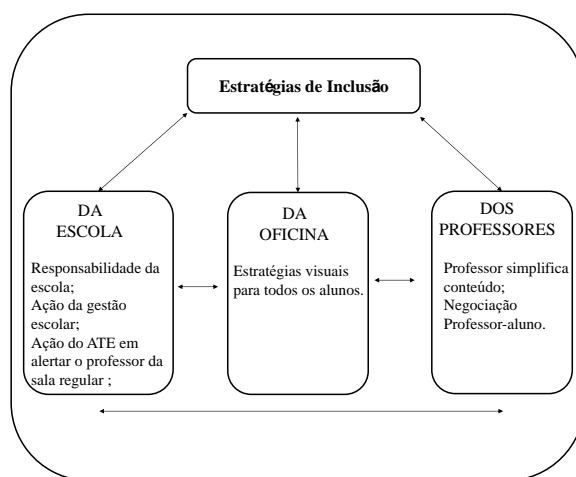 Estratégias de Inclusão
DA
ESCOLA
Responsabilidade da
escola;
Ação da gestão
escolar;
Ação do ATE em
alertar o professor da
sala regular ;
DA
OFICINA
Estratégias visuais
para todos os alunos.
DOS
PROFESSORES
Professor simplifica
conteúdo;
Negociação
Professor-aluno.